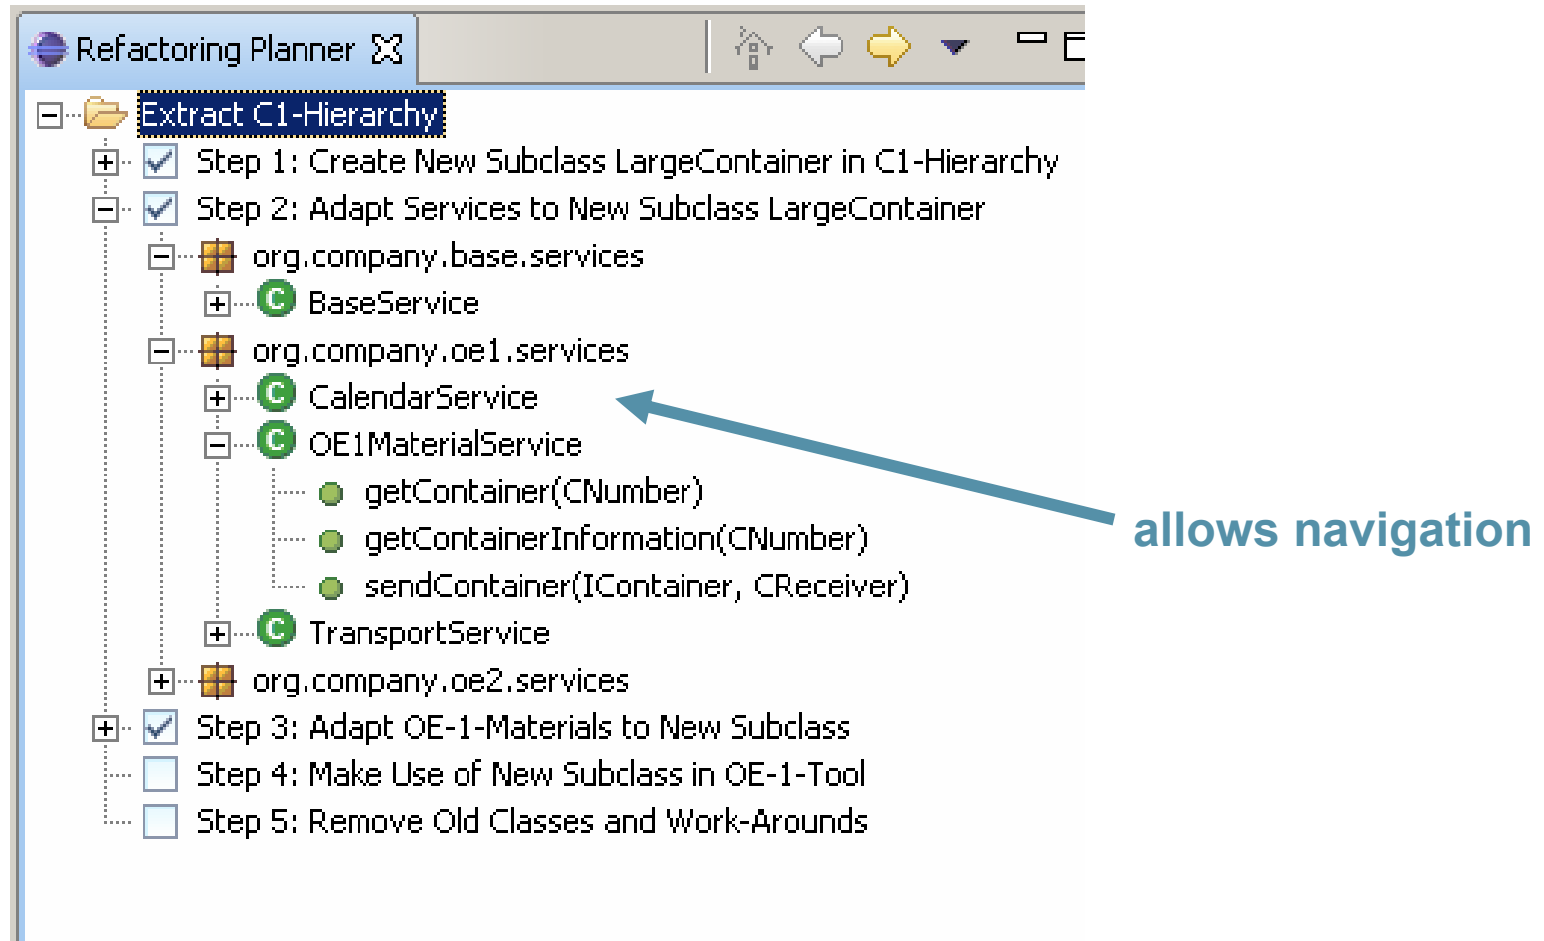 Refactoring Planner
Extract C1-Hierarchy
Step 1: Create New Subclass LargeContainer in C1-Hierarchy
Step 2: Adapt Services to New Subclass LargeContainer
org.company.base.services
C BaseService
org.company.oe1.services
C CalendarService
C OE1MaterialService
getContainer(CNumber)
getContainerInformation(CNumber)
allows navigation
sendContainer(IContainer, CReceiver)
C TransportService
org.company.oe2.services
Step 3: Adapt OE-1-Materials to New Subclass
Step 4: Make Use of New Subclass in OE-1-Tool
Step 5: Remove Old Classes and Work-Arounds